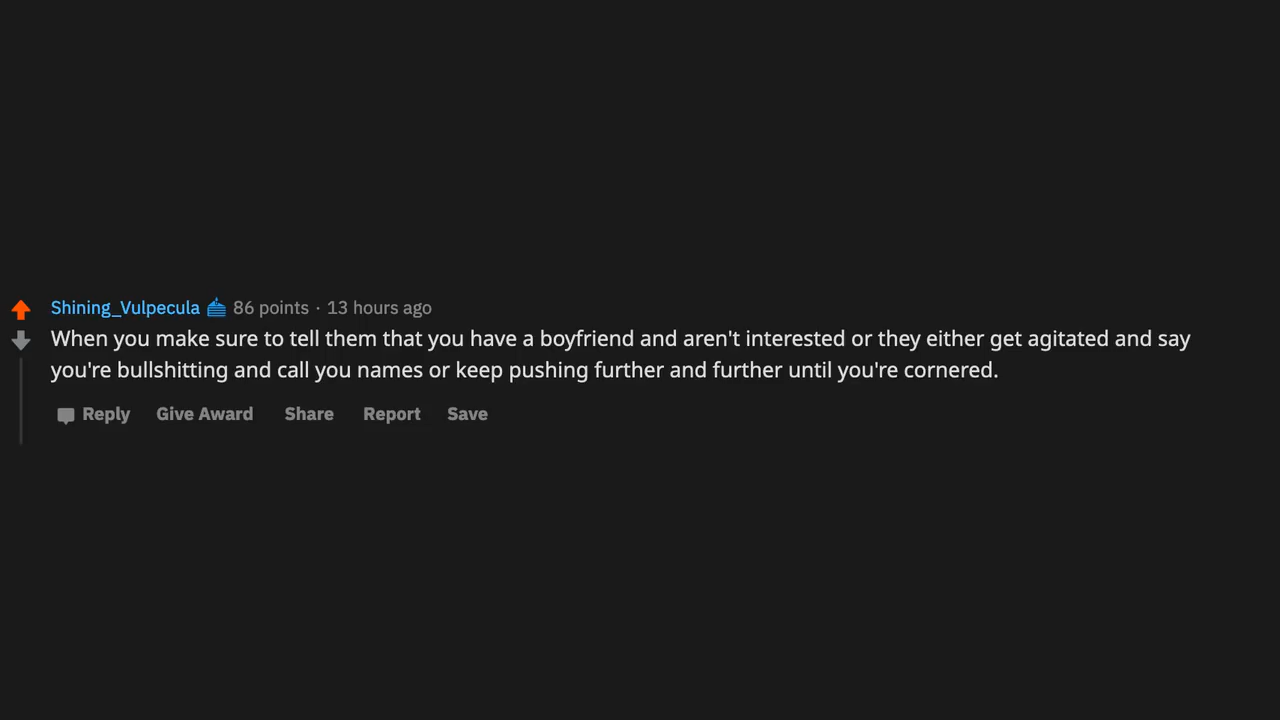 Shining_Vulpecula 86 points · 13 hours ago
When you make sure to tell them that you have a boyfriend and aren't interested or they either get agitated and say
you're bullshitting and call you names or keep pushing further and further until you're cornered.
Reply Give Award Share Report Save